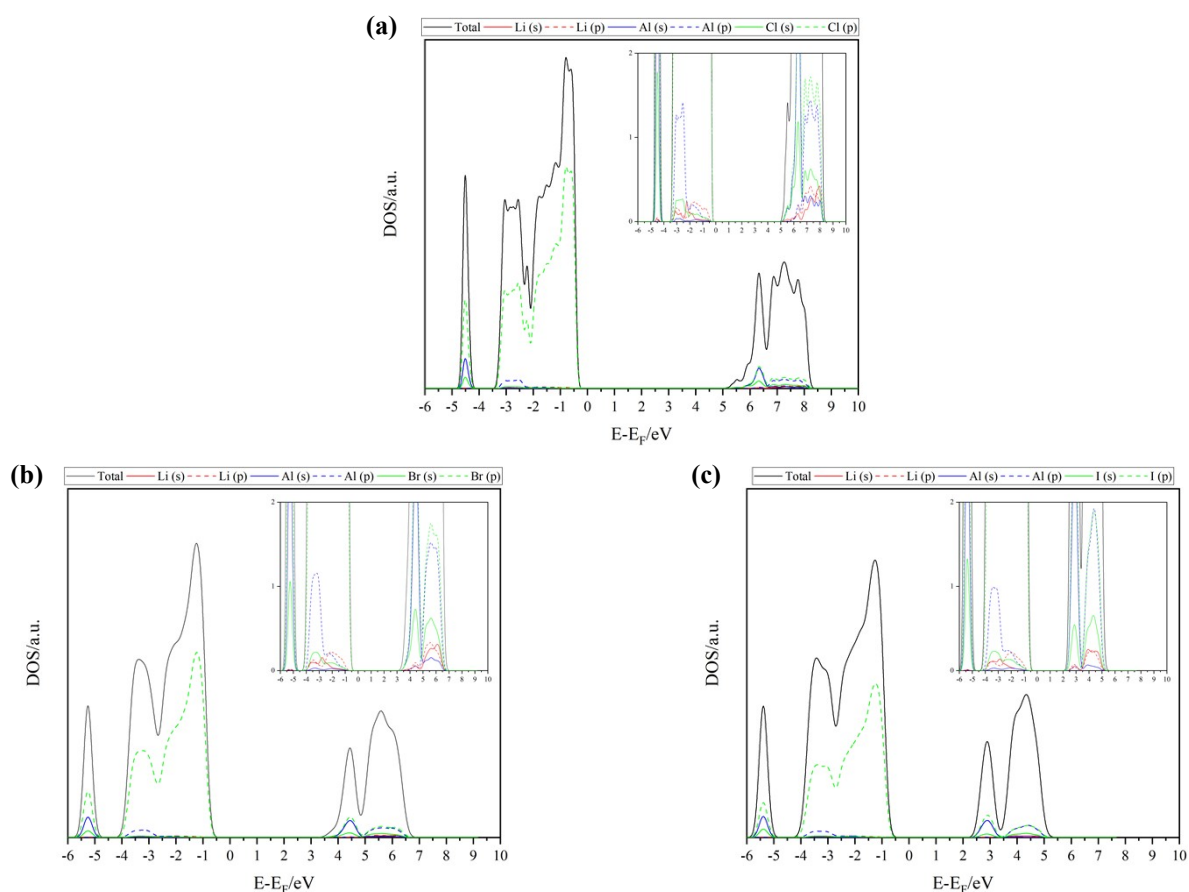 (a)
Total Li (s) Li (p) Al (s) Al (p) Cl (s) Cl (p)
DOS/a.u.
2
1
0
-6 -5 -4 -3 -2 -1 0 1 2 3 4 5 6 7 8 9 10
-6 -5 -4 -3 -2 -1 0 1 2 3 4 5 6 7 8 9 10
E-E_F/eV
(b)
Total Li (s) Li (p) Al (s) Al (p) Br (s) Br (p)
DOS/a.u.
2
1
0
-6 -5 -4 -3 -2 -1 0 1 2 3 4 5 6 7 8 9 10
-6 -5 -4 -3 -2 -1 0 1 2 3 4 5 6 7 8 9 10
E-E_F/eV
(c)
Total Li (s) Li (p) Al (s) Al (p) I (s) I (p)
DOS/a.u.
2
1
0
-6 -5 -4 -3 -2 -1 0 1 2 3 4 5 6 7 8 9 10
-6 -5 -4 -3 -2 -1 0 1 2 3 4 5 6 7 8 9 10
E-E_F/eV